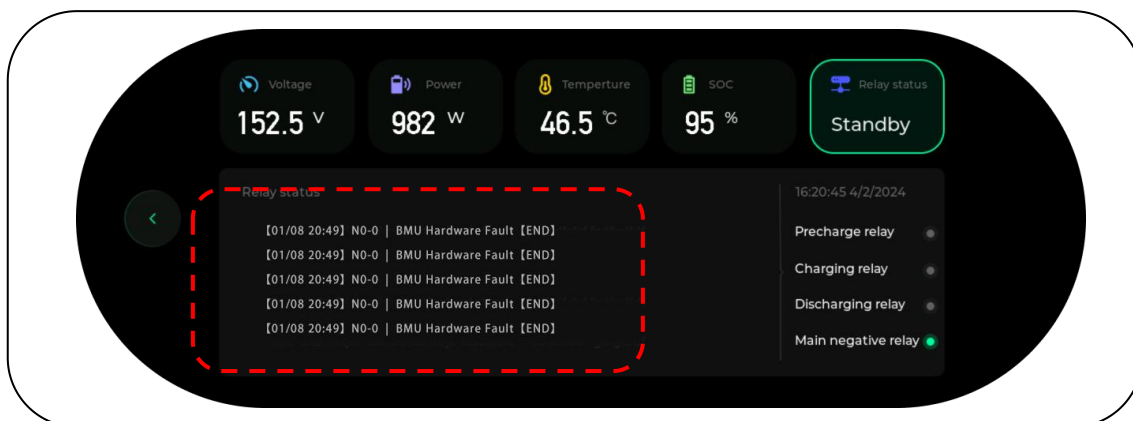 Voltage
152.5 V
Power
982 W
Temperture
46.5 ℃
SOC
95 %
Relay status
Standby
Relay status
【01/08 20:49】N0-0 | BMU Hardware Fault【END】
【01/08 20:49】N0-0 | BMU Hardware Fault【END】
【01/08 20:49】N0-0 | BMU Hardware Fault【END】
【01/08 20:49】N0-0 | BMU Hardware Fault【END】
【01/08 20:49】N0-0 | BMU Hardware Fault【END】
16:20:45 4/2/2024
Precharge relay
Charging relay
Discharging relay
Main negative relay